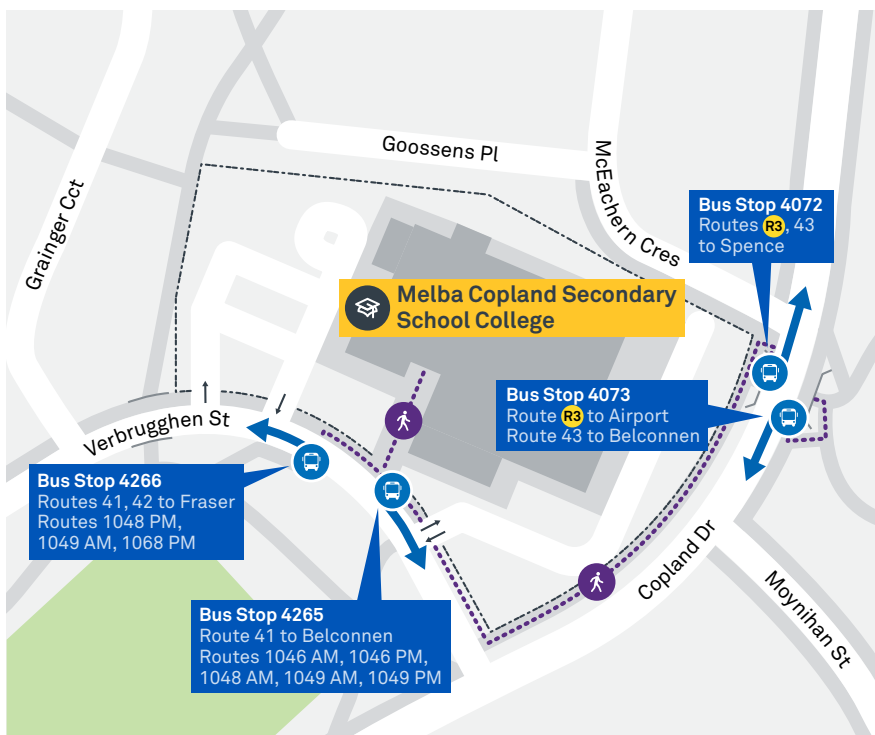 Goossens Pl
McEachern Cres
Grainger Cct
Bus Stop 4072
Routes R3, 43
to Spence
Melba Copland Secondary
School College
Bus Stop 4073
Route R3 to Airport
Route 43 to Belconnen
Verbrugghen St
Bus Stop 4266
Routes 41, 42 to Fraser
Routes 1048 PM,
1049 AM, 1068 PM
Copland Dr
Moynihan St
Bus Stop 4265
Route 41 to Belconnen
Routes 1046 AM, 1046 PM,
1048 AM, 1049 AM, 1049 PM